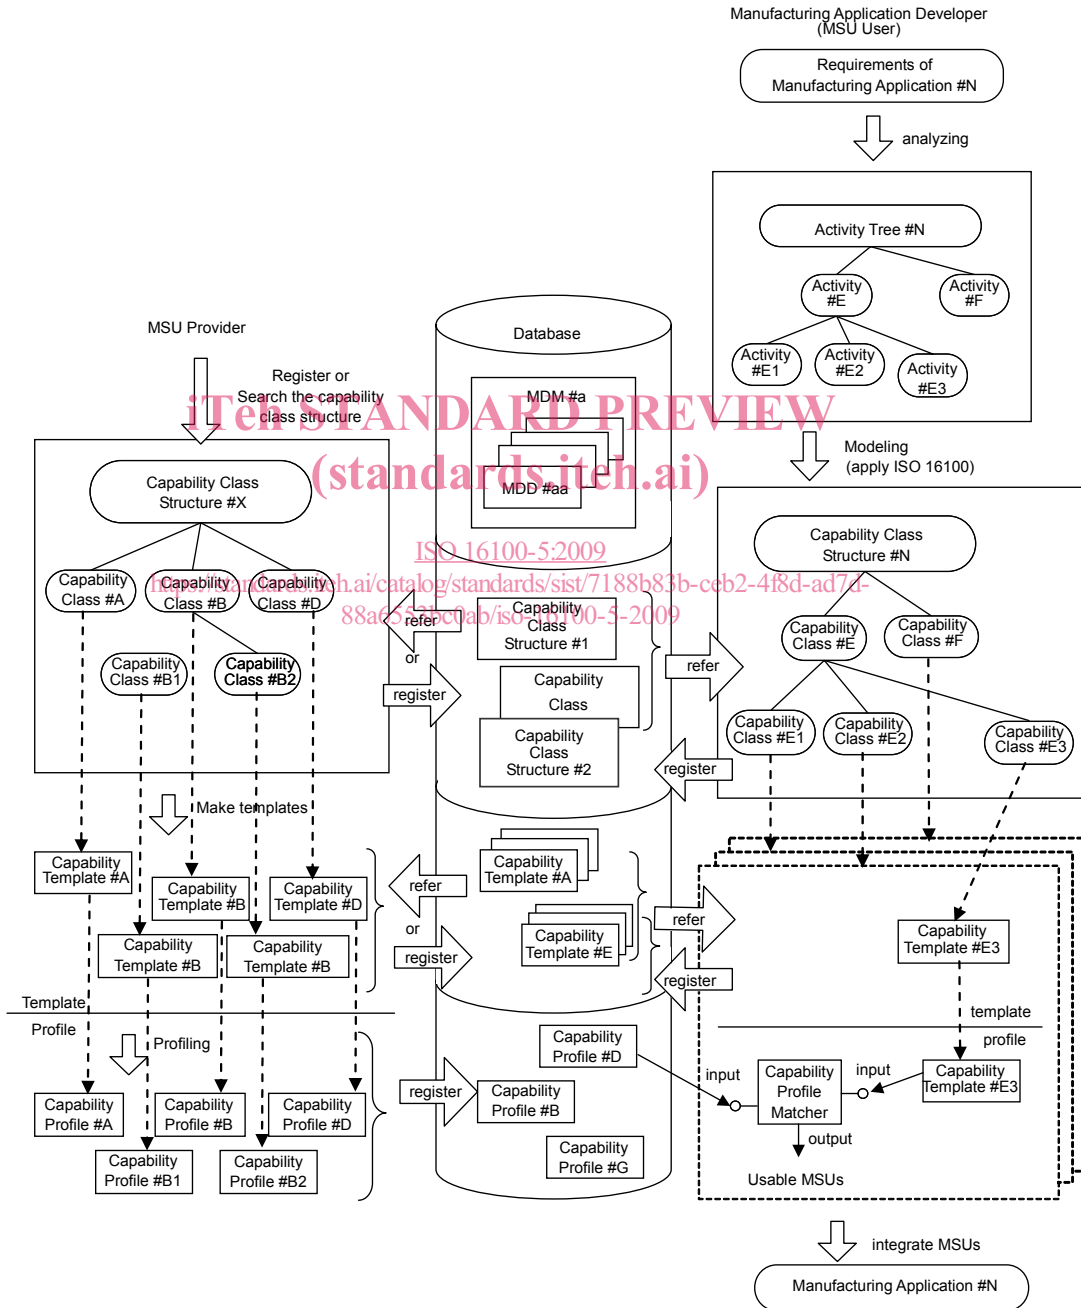 Manufacturing Application Developer
(MSU User)
Requirements of
Manufacturing Application #N
analyzing
Activity Tree #N
Activity
#E
Activity
#F
Activity
#E1
Activity
#E2
Activity
#E3
Modeling
(apply ISO 16100)
MSU Provider
Register or
Search the capability
class structure
Database
MDM #a
MDD #aa
iTeh STANDARD PREVIEW
(standards.iteh.ai)
ISO 16100-5:2009
https://standards.iteh.ai/catalog/standards/sist/7188b83b-ceb2-4f8d-ad7d-
88a6553bc0ab/iso-16100-5-2009
Capability Class
Structure #X
Capability
Class #A
Capability
Class #B
Capability
Class #D
Capability
Class #B1
Capability
Class #B2
refer
or
register
Capability
Class
Structure #1
Capability
Class
Capability
Class
Structure #2
refer
register
Capability Class
Structure #N
Capability
Class #E
Capability
Class #F
Capability
Class #E1
Capability
Class #E2
Capability
Class #E3
Make templates
Capability
Template #A
Capability
Template #B
Capability
Template #D
Capability
Template #B
Capability
Template #B
refer
or
register
Capability
Template #A
Capability
Template #E
refer
register
Capability
Template #E3
Template
Profile
template
profile
Profiling
Capability
Profile #A
Capability
Profile #B
Capability
Profile #D
Capability
Profile #B1
Capability
Profile #B2
register
Capability
Profile #D
Capability
Profile #B
Capability
Profile #G
input
Capability
Profile
Matcher
input
Capability
Template #E3
output
Usable MSUs
integrate MSUs
Manufacturing Application #N